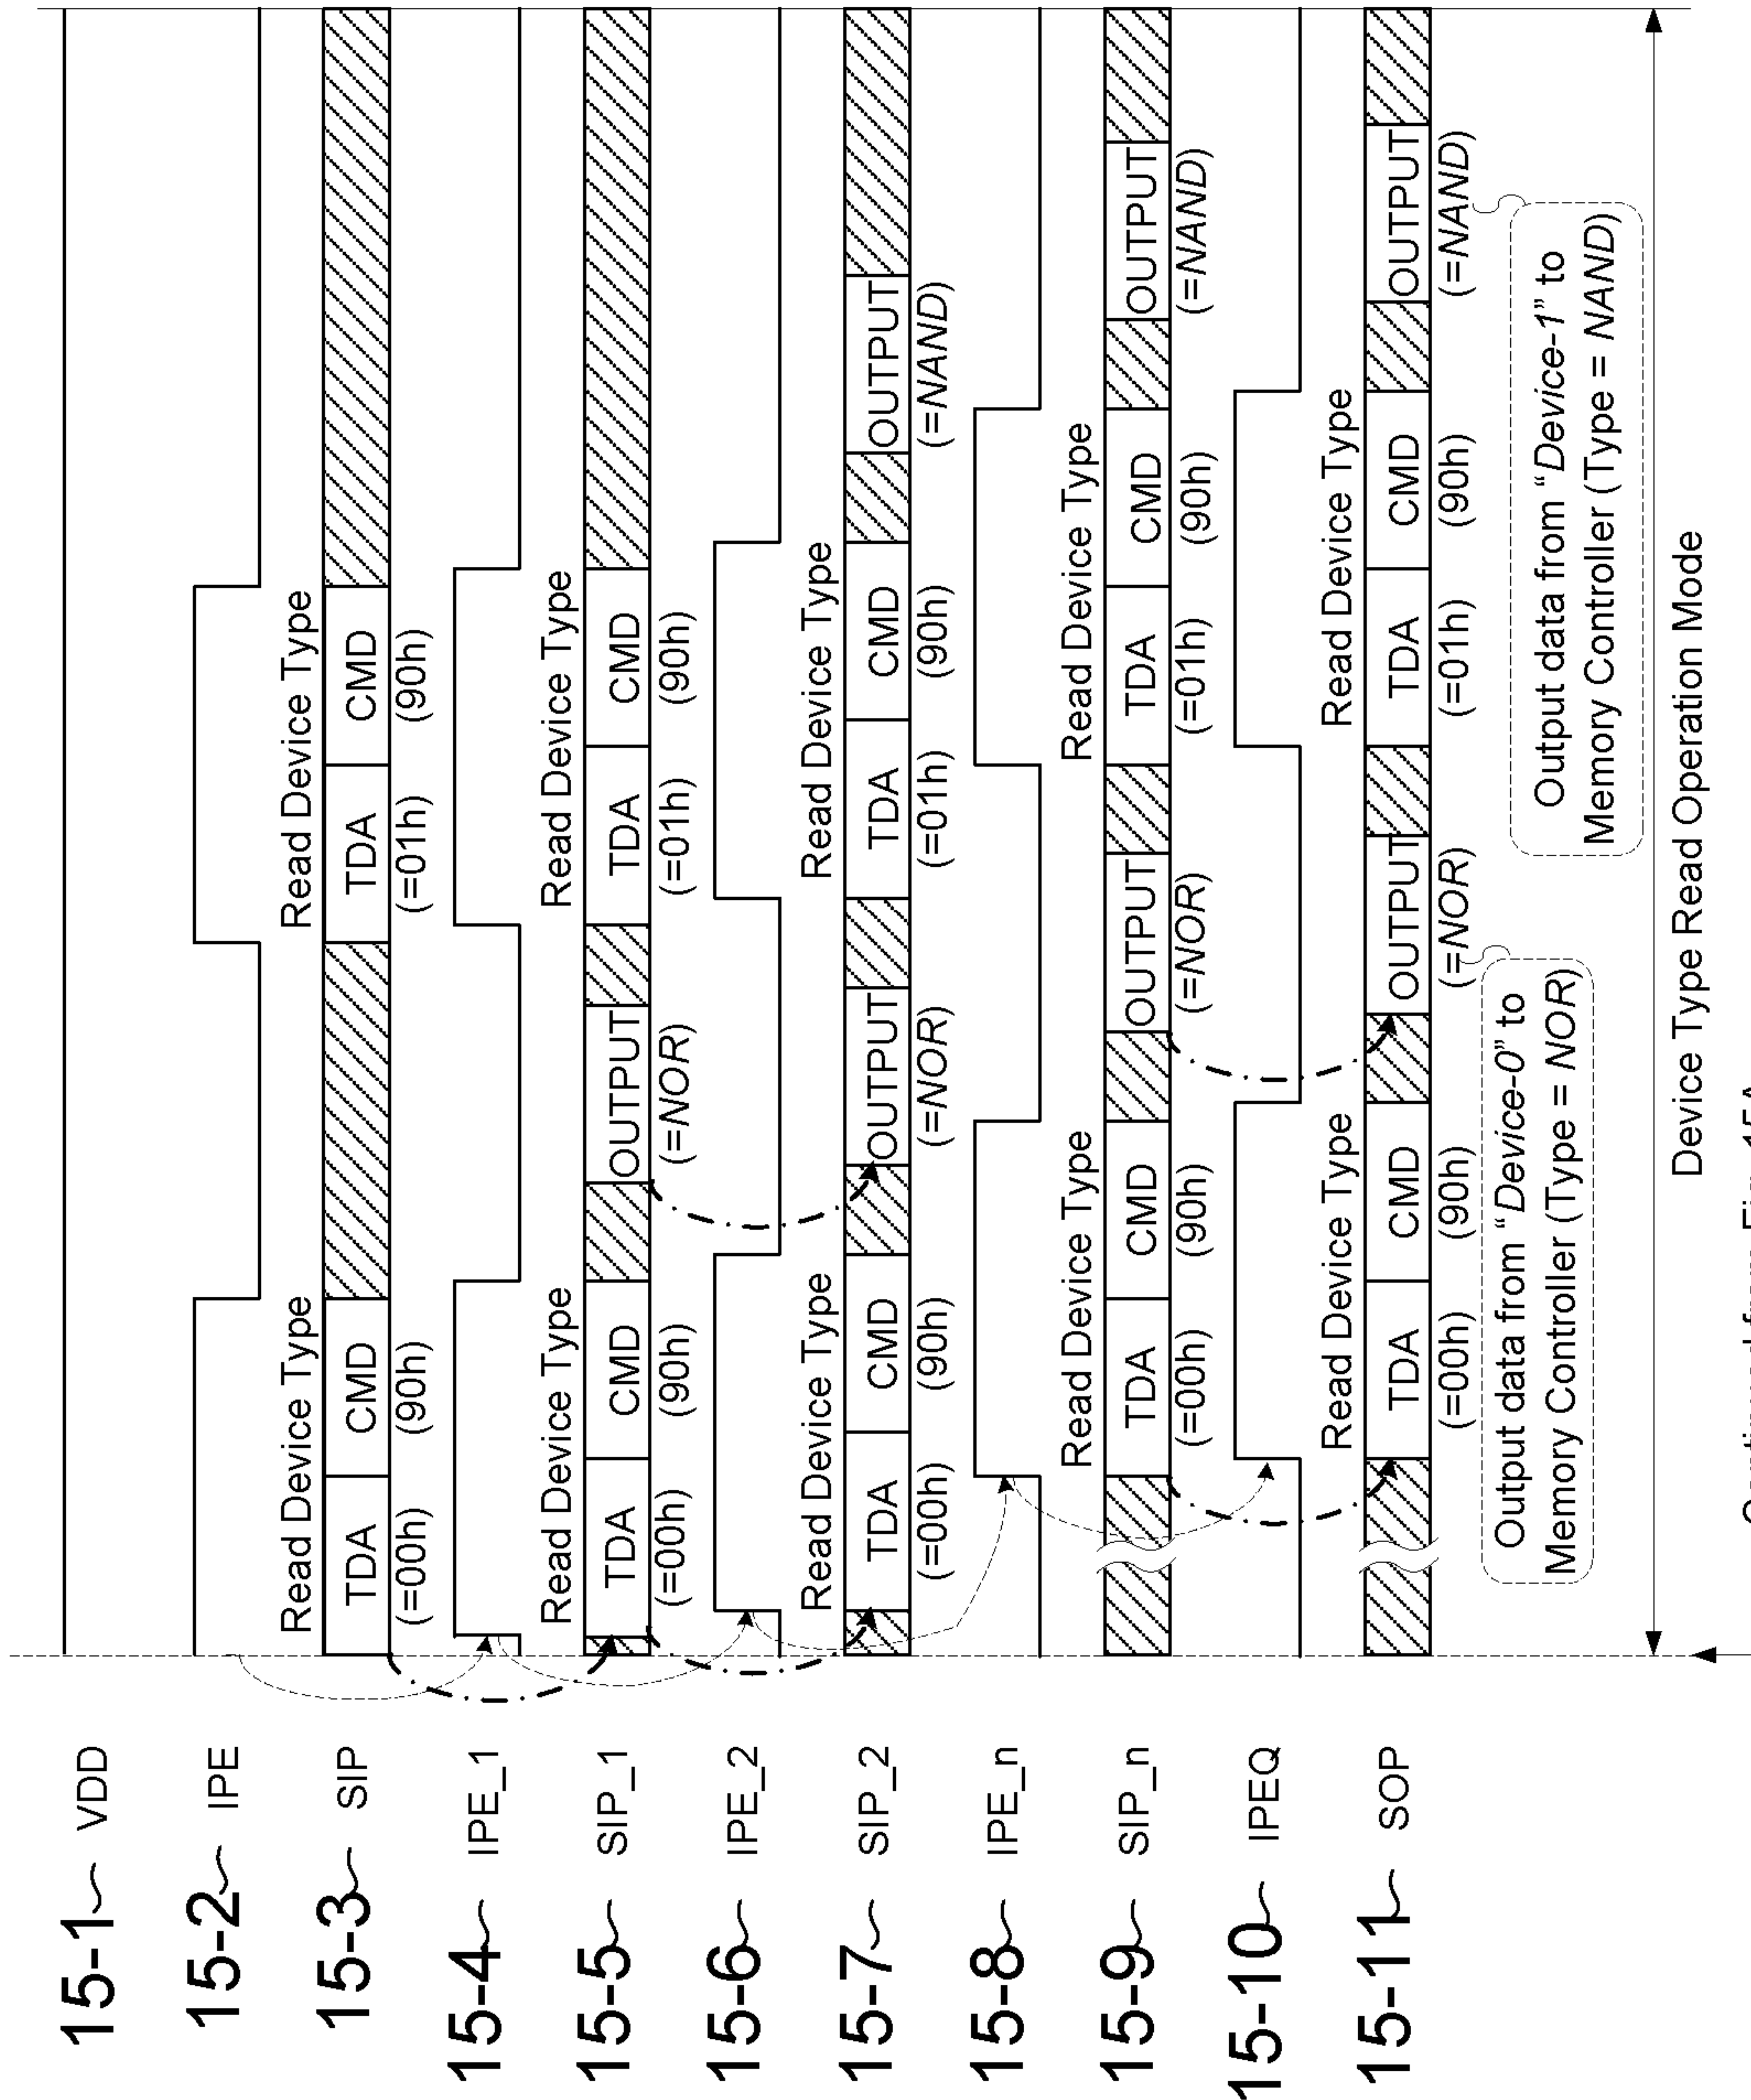 15-1 VDD
15-2 IPE
Read Device Type Read Device Type
15-3 SIP TDA CMD TDA CMD
(=00h) (90h) (=01h) (90h)
15-4 IPE_1
Read Device Type Read Device Type
15-5 SIP_1 TDA CMD OUTPUT TDA CMD
(=00h) (90h) (=NOR) (=01h) (90h)
15-6 IPE_2
Read Device Type Read Device Type
15-7 SIP_2 TDA CMD OUTPUT TDA CMD OUTPUT
(=00h) (90h) (=NOR) (=01h) (90h) (=NAND)
15-8 IPE_n
Read Device Type Read Device Type
15-9 SIP_n TDA CMD OUTPUT TDA CMD OUTPUT
(=00h) (90h) (=NOR) (=01h) (90h) (=NAND)
15-10 IPEQ
Read Device Type Read Device Type
15-11 SOP TDA CMD OUTPUT TDA CMD OUTPUT
(=00h) (90h) (=NOR) (=01h) (90h) (=NAND)
Output data from “Device-0” to
Memory Controller (Type = NOR)
Output data from “Device-1” to
Memory Controller (Type = NAND)
Device Type Read Operation Mode